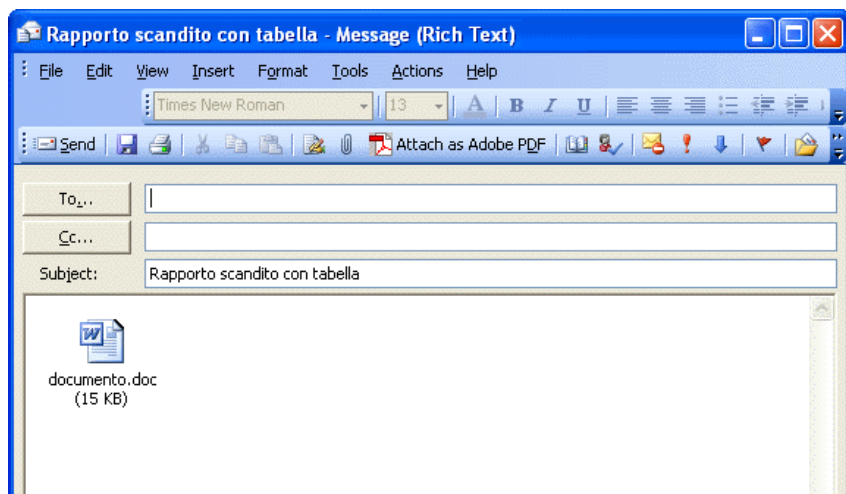 Rapporto scandito con tabella - Message (Rich Text)
File Edit View Insert Format Tools Actions Help
Times New Roman 13 A B I U
Send Attach as Adobe PDF
To...
Cc...
Subject: Rapporto scandito con tabella
documento.doc
(15 KB)